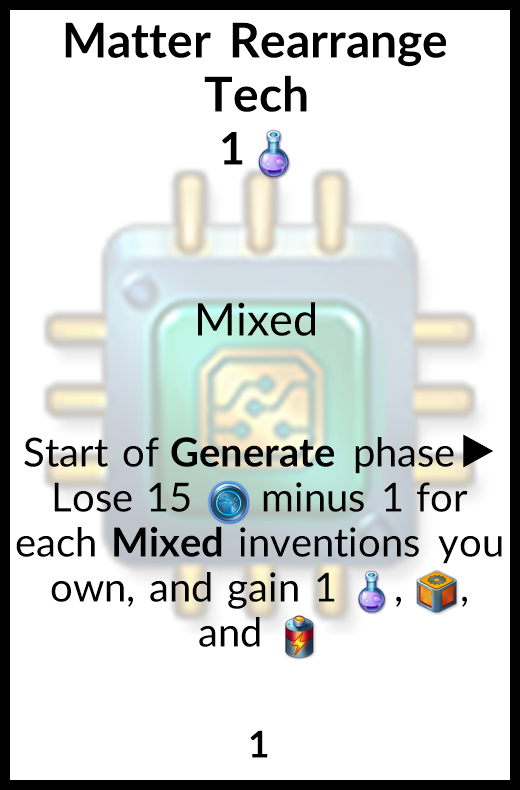 Matter Rearrange
Tech
1
Mixed
Start of Generate phase▶
Lose 15 minus 1 for
each Mixed inventions you
own, and gain 1 , ,
and
1